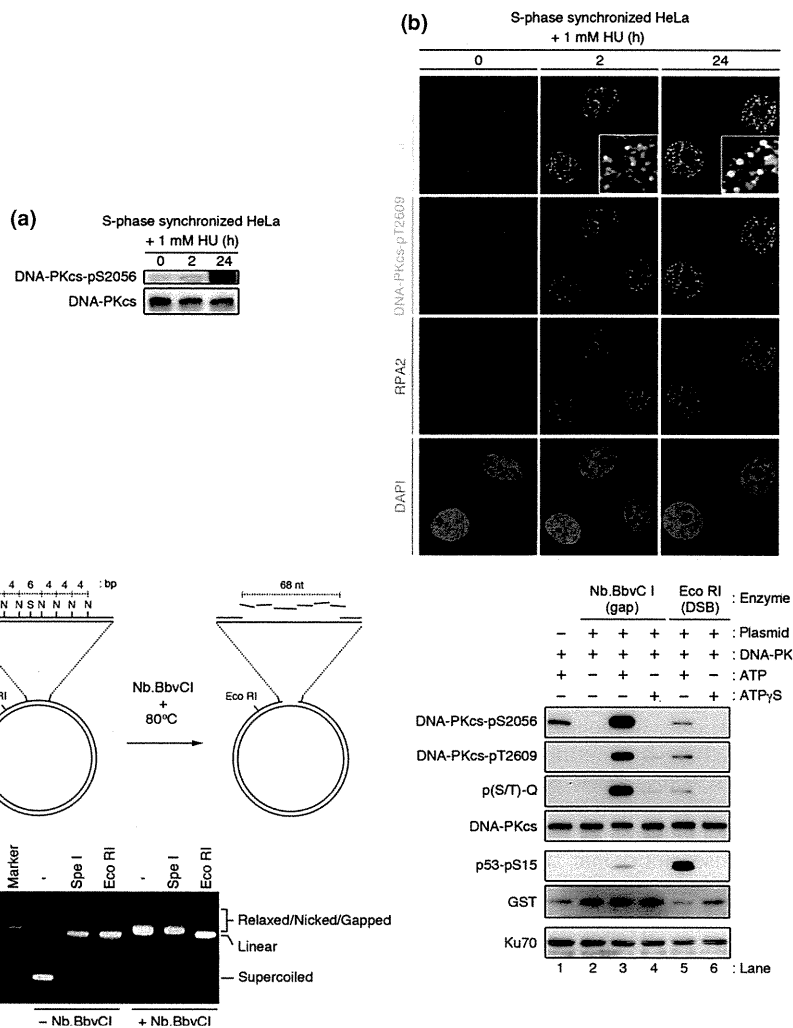 (a)
S-phase synchronized HeLa
+ 1 mM HU (h)
0 2 24
DNA-PKcs-pS2056
DNA-PKcs
(b)
S-phase synchronized HeLa
+ 1 mM HU (h)
0 2 24
DNA-PKcs-pT2609
RPA2
DAPI
4 6 4 4 4 : bp
N N S N N N N
RI
Nb.BbvCI
+
80°C
68 nt
Eco RI
Marker
-
Spe I
Eco RI
-
Spe I
Eco RI
Relaxed/Nicked/Gapped
Linear
Supercoiled
– Nb.BbvCI
+ Nb.BbvCI
Nb.BbvC I
(gap)
Eco RI
(DSB)
: Enzyme
– + + + + + : Plasmid
+ + + + + + : DNA-PK
+ – + – + – : ATP
– – – + – + : ATPγS
DNA-PKcs-pS2056
DNA-PKcs-pT2609
p(S/T)-Q
DNA-PKcs
p53-pS15
GST
Ku70
1 2 3 4 5 6 : Lane